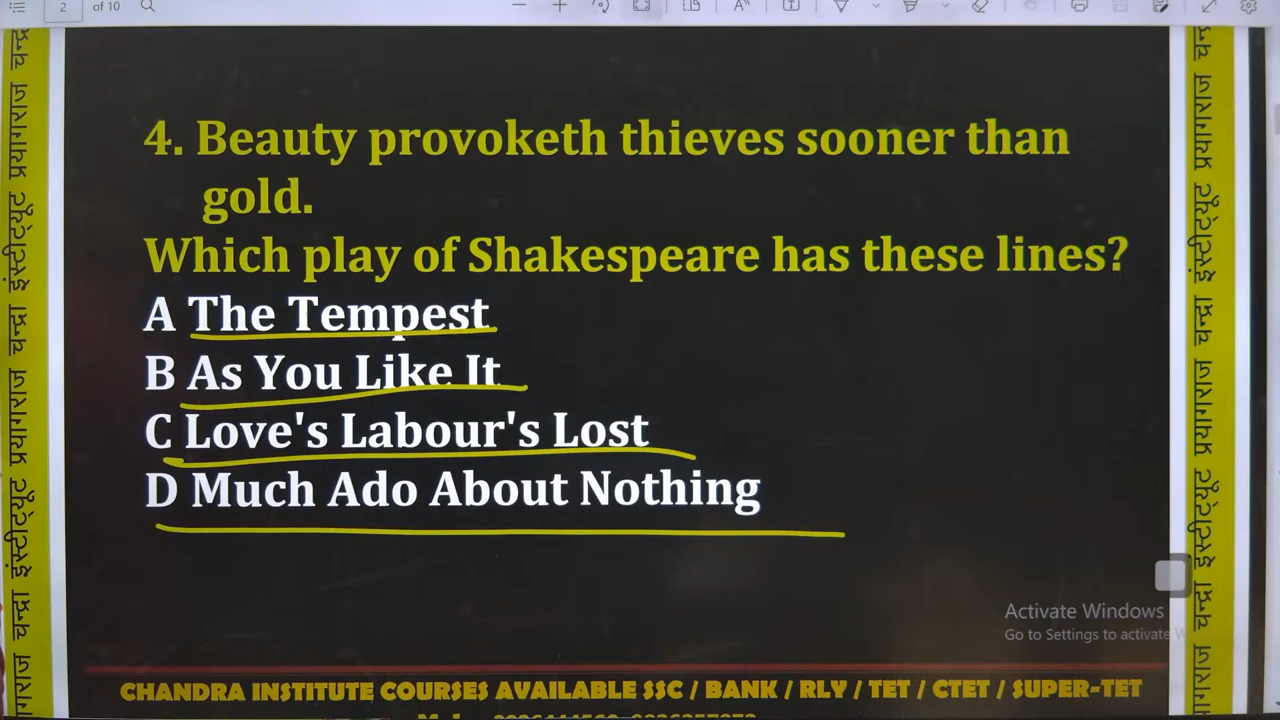 2 of 10
4. Beauty provoketh thieves sooner than
gold.
Which play of Shakespeare has these lines?
A The Tempest
B As You Like It
C Love's Labour's Lost
D Much Ado About Nothing
Activate Windows
Go to Settings to activate
CHANDRA INSTITUTE COURSES AVAILABLE SSC / BANK / RLY / TET / CTET / SUPER-TET
चन्द्रा इंस्टीट्यूट प्रयागराज
चन्द्रा इंस्टीट्यूट प्रयागराज